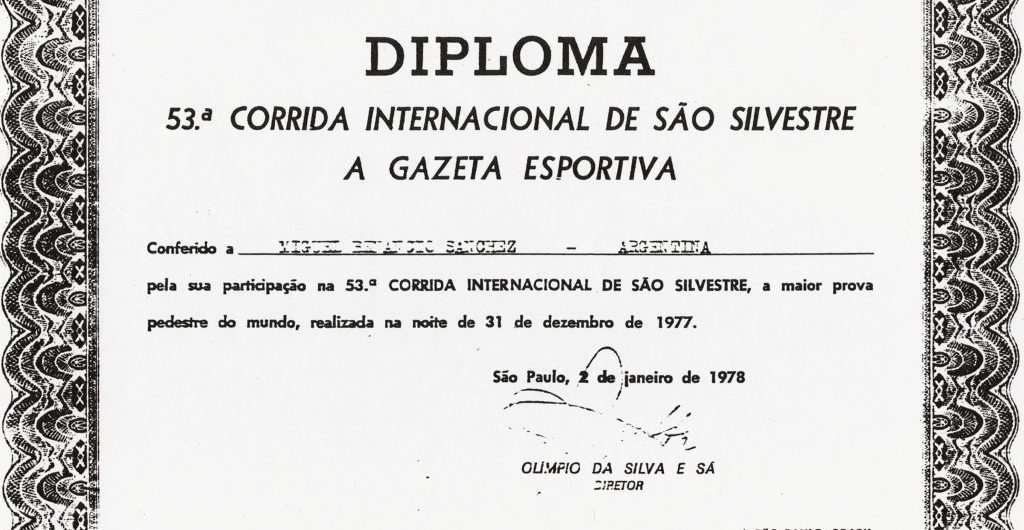 DIPLOMA
53.ª CORRIDA INTERNACIONAL DE SÃO SILVESTRE
A GAZETA ESPORTIVA
Conferido a MIGUEL BENANCIO SANCHEZ – ARGENTINA
pela sua participação na 53.ª CORRIDA INTERNACIONAL DE SÃO SILVESTRE, a maior prova
pedestre do mundo, realizada na noite de 31 de dezembro de 1977.
São Paulo, 2 de janeiro de 1978
OLIMPIO DA SILVA E SÁ
DIRETOR